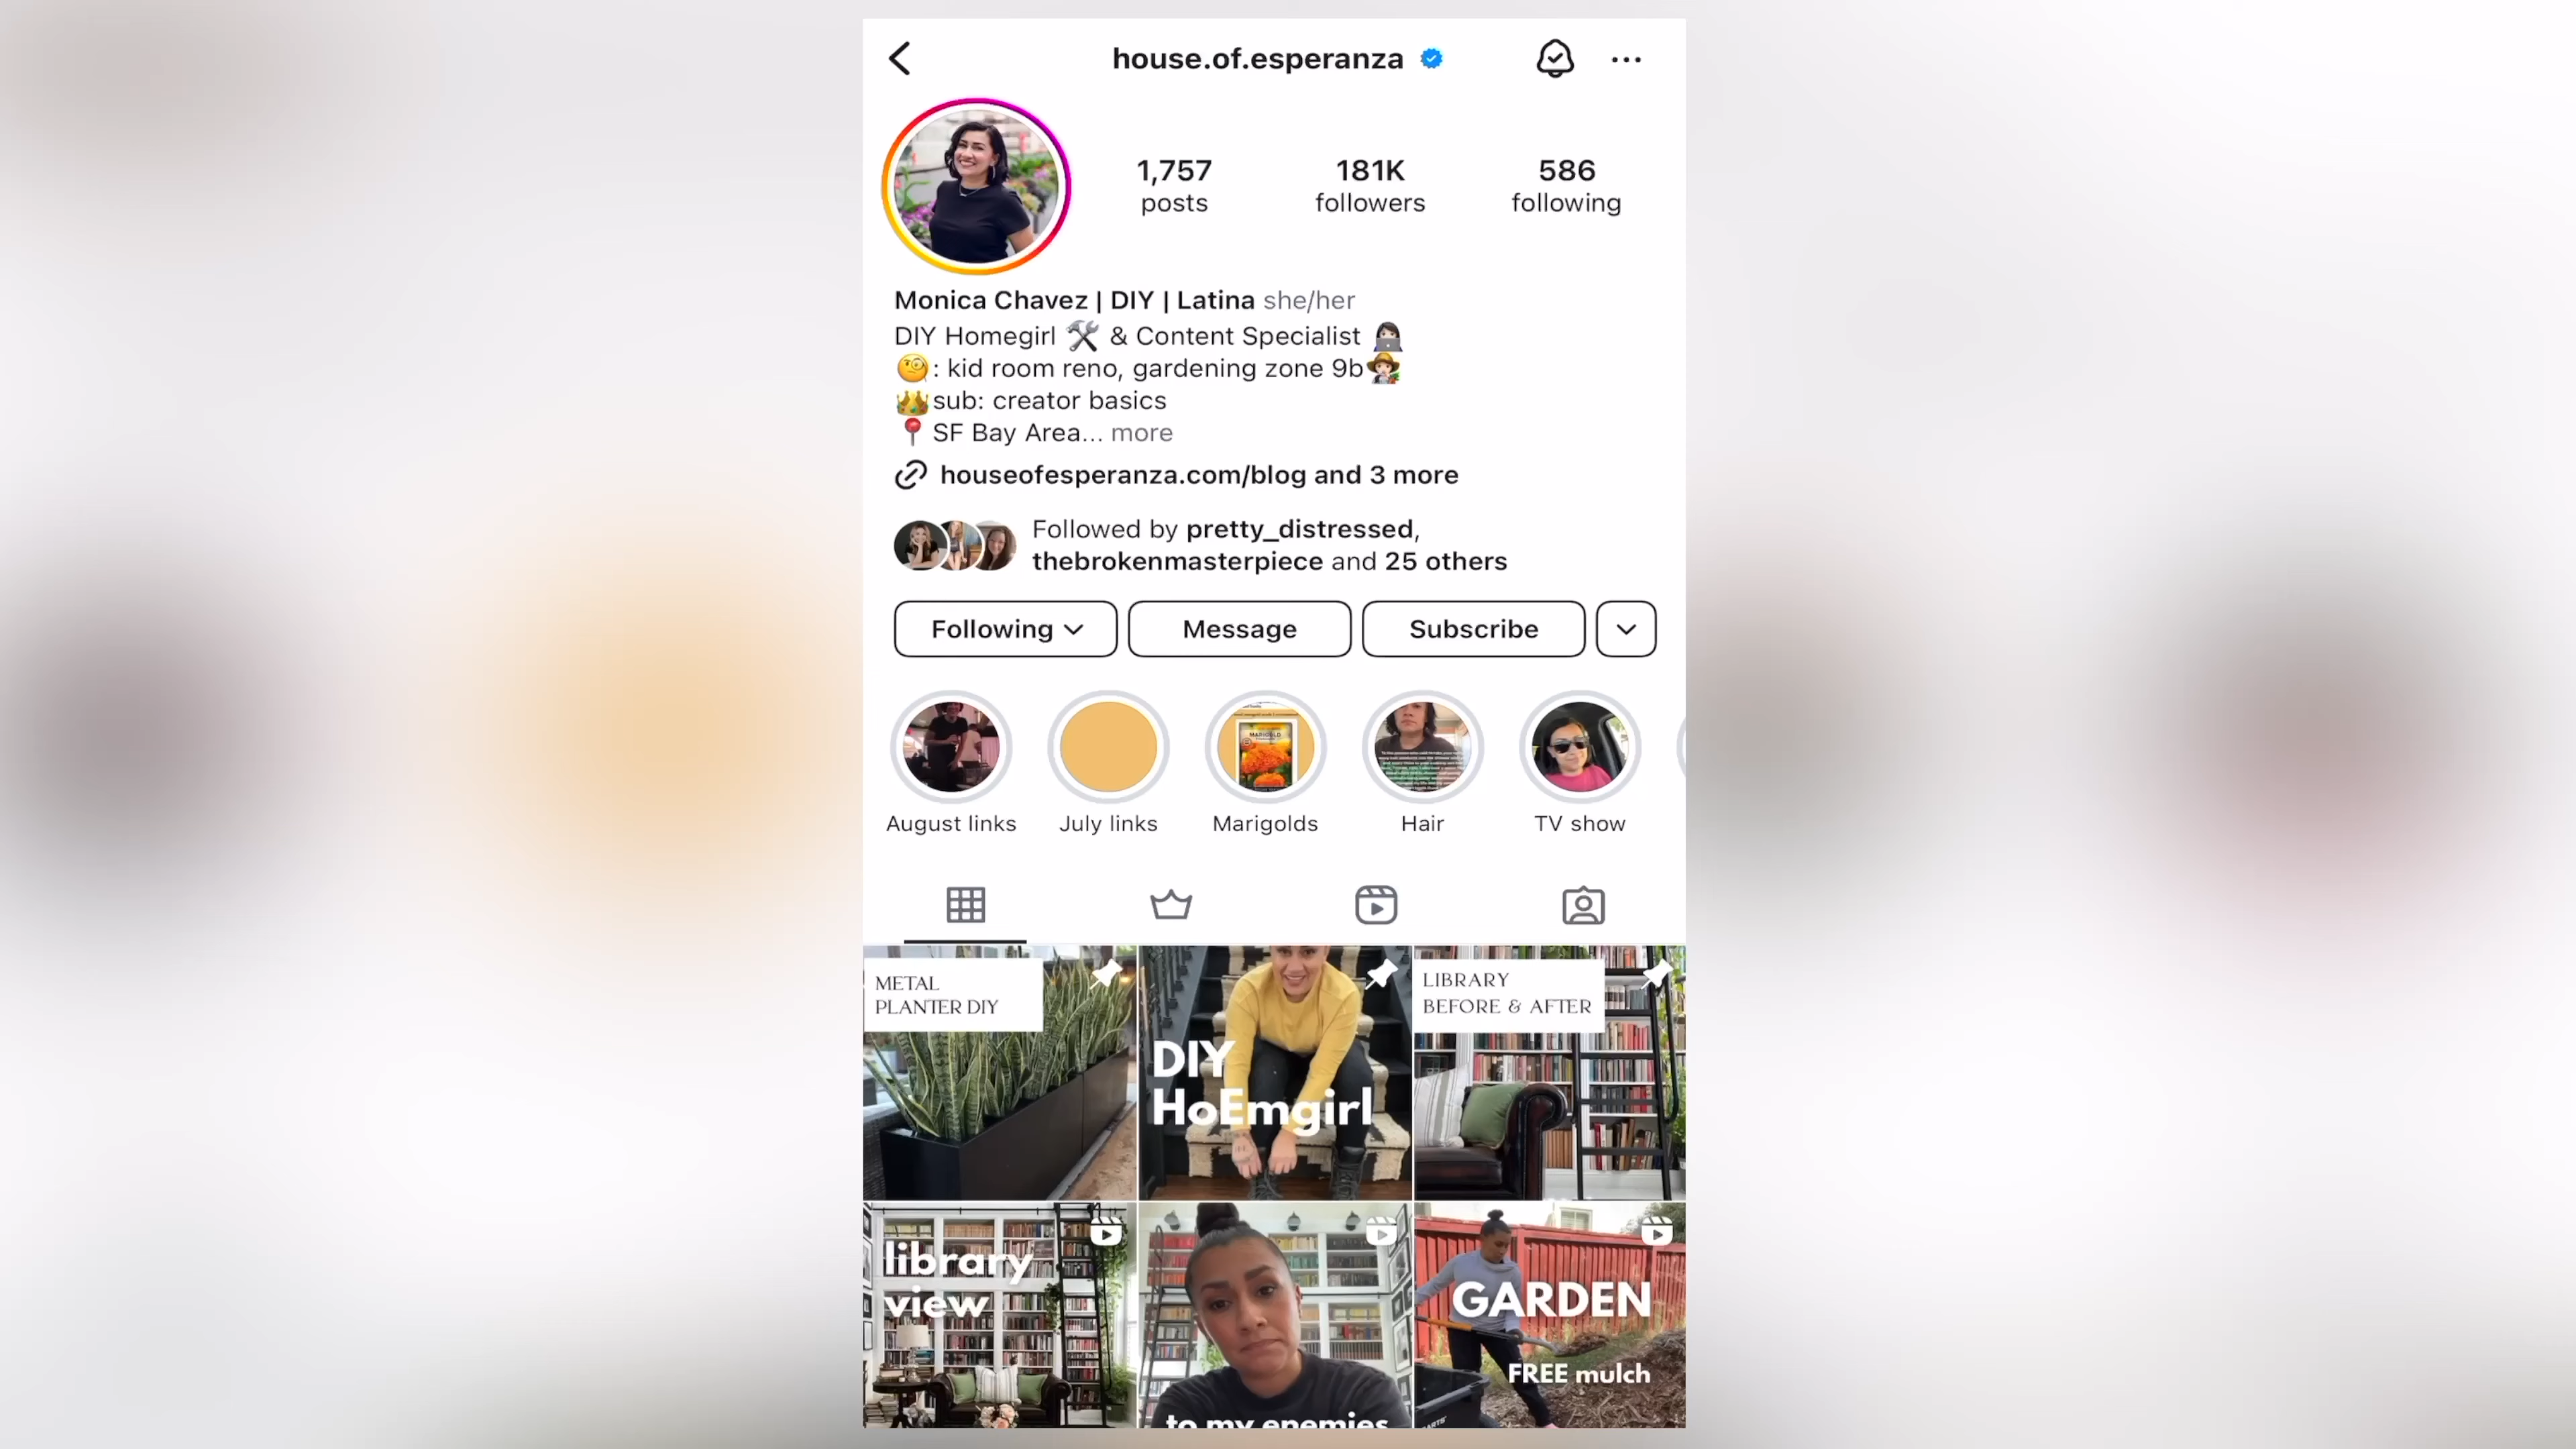 house.of.esperanza
1,757
posts
181K
followers
586
following
Monica Chavez | DIY | Latina she/her
DIY Homegirl 🛠️ & Content Specialist 👩🏻‍💻
🧐: kid room reno, gardening zone 9b👩🏻‍🌾
👑sub: creator basics
📍SF Bay Area... more
houseofesperanza.com/blog and 3 more
Followed by pretty_distressed,
thebrokenmasterpiece and 25 others
Following
Message
Subscribe
MARIGOLD
August links
July links
Marigolds
Hair
TV show
METAL
PLANTER DIY
DIY
HoEmgirl
LIBRARY
BEFORE & AFTER
library
view
to my enemies
GARDEN
FREE mulch